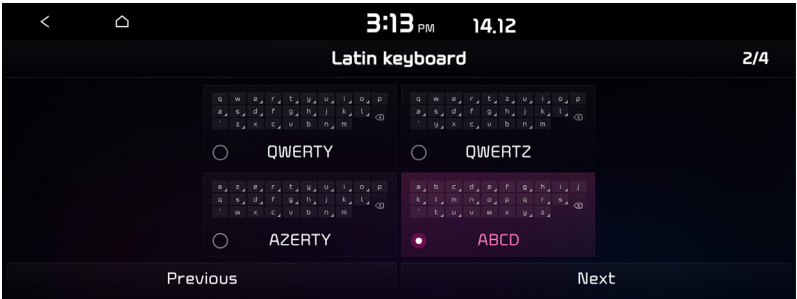 3:13 PM 14.12
Latin keyboard 2/4
q w e r t y u i o p
a s d f g h j k l
' z x c v b n m
QWERTY
q w e r t z u i o p
a s d f g h j k l
' y x c v b n m
QWERTZ
a z e r t y u i o p
q s d f g h j k l
' w x c v b n m
AZERTY
a b c d e f g h i j
k l m n o p q r s
' t u v w x y z
ABCD
Previous Next